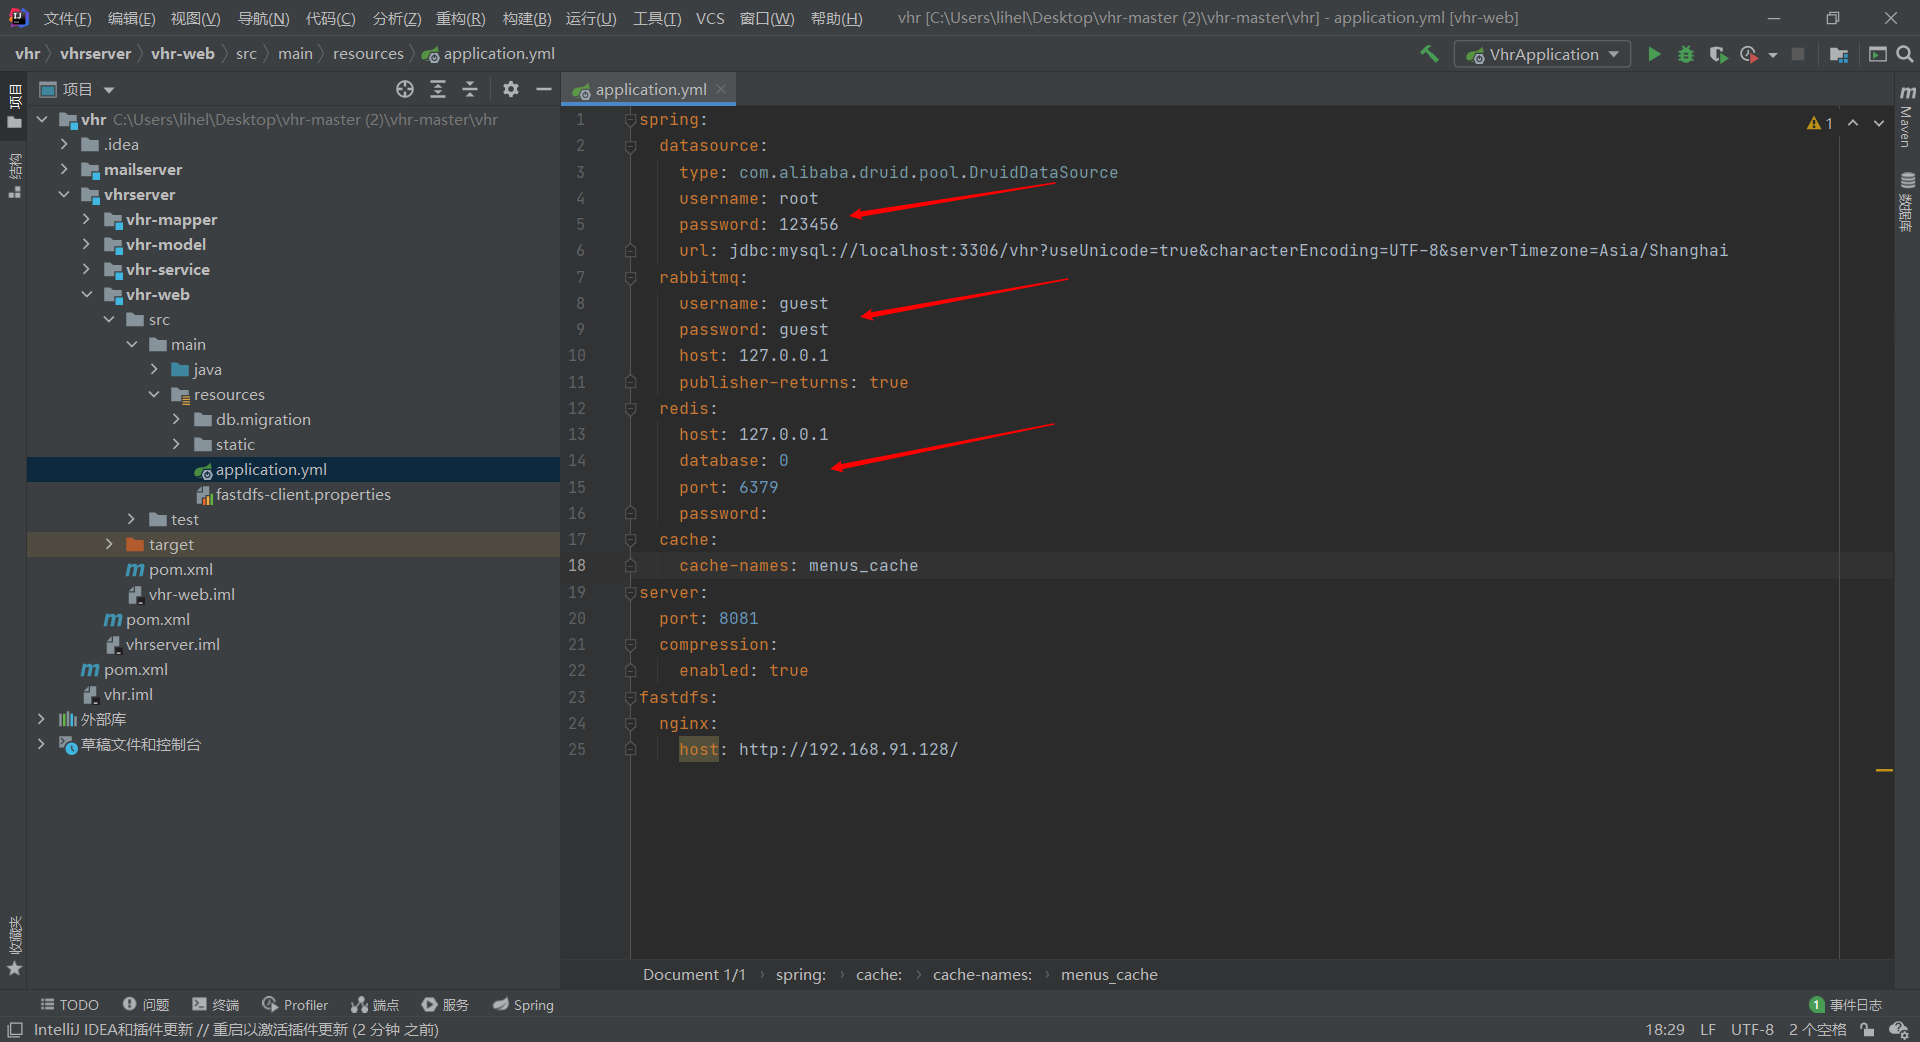 文件(F) 编辑(E) 视图(V) 导航(N) 代码(C) 分析(Z) 重构(R) 构建(B) 运行(U) 工具(T) VCS 窗口(W) 帮助(H) vhr [C:\Users\lihel\Desktop\vhr-master (2)\vhr-master\vhr] - application.yml [vhr-web]
vhr vhrserver vhr-web src main resources application.yml
VhrApplication
项目
application.yml
项目
结构
收藏夹
vhr C:\Users\lihel\Desktop\vhr-master (2)\vhr-master\vhr
.idea
mailserver
vhrserver
vhr-mapper
vhr-model
vhr-service
vhr-web
src
main
java
resources
db.migration
static
application.yml
fastdfs-client.properties
test
target
pom.xml
vhr-web.iml
pom.xml
vhrserver.iml
pom.xml
vhr.iml
外部库
草稿文件和控制台
1 spring:
2 datasource:
3 type: com.alibaba.druid.pool.DruidDataSource
4 username: root
5 password: 123456
6 url: jdbc:mysql://localhost:3306/vhr?useUnicode=true&characterEncoding=UTF-8&serverTimezone=Asia/Shanghai
7 rabbitmq:
8 username: guest
9 password: guest
10 host: 127.0.0.1
11 publisher-returns: true
12 redis:
13 host: 127.0.0.1
14 database: 0
15 port: 6379
16 password:
17 cache:
18 cache-names: menus_cache
19 server:
20 port: 8081
21 compression:
22 enabled: true
23 fastdfs:
24 nginx:
25 host: http://192.168.91.128/
1
Maven
数据库
Document 1/1 › spring: › cache: › cache-names: › menus_cache
TODO 问题 终端 Profiler 端点 服务 Spring 1 事件日志
IntelliJ IDEA和插件更新 // 重启以激活插件更新 (2 分钟 之前) 18:29 LF UTF-8 2 个空格